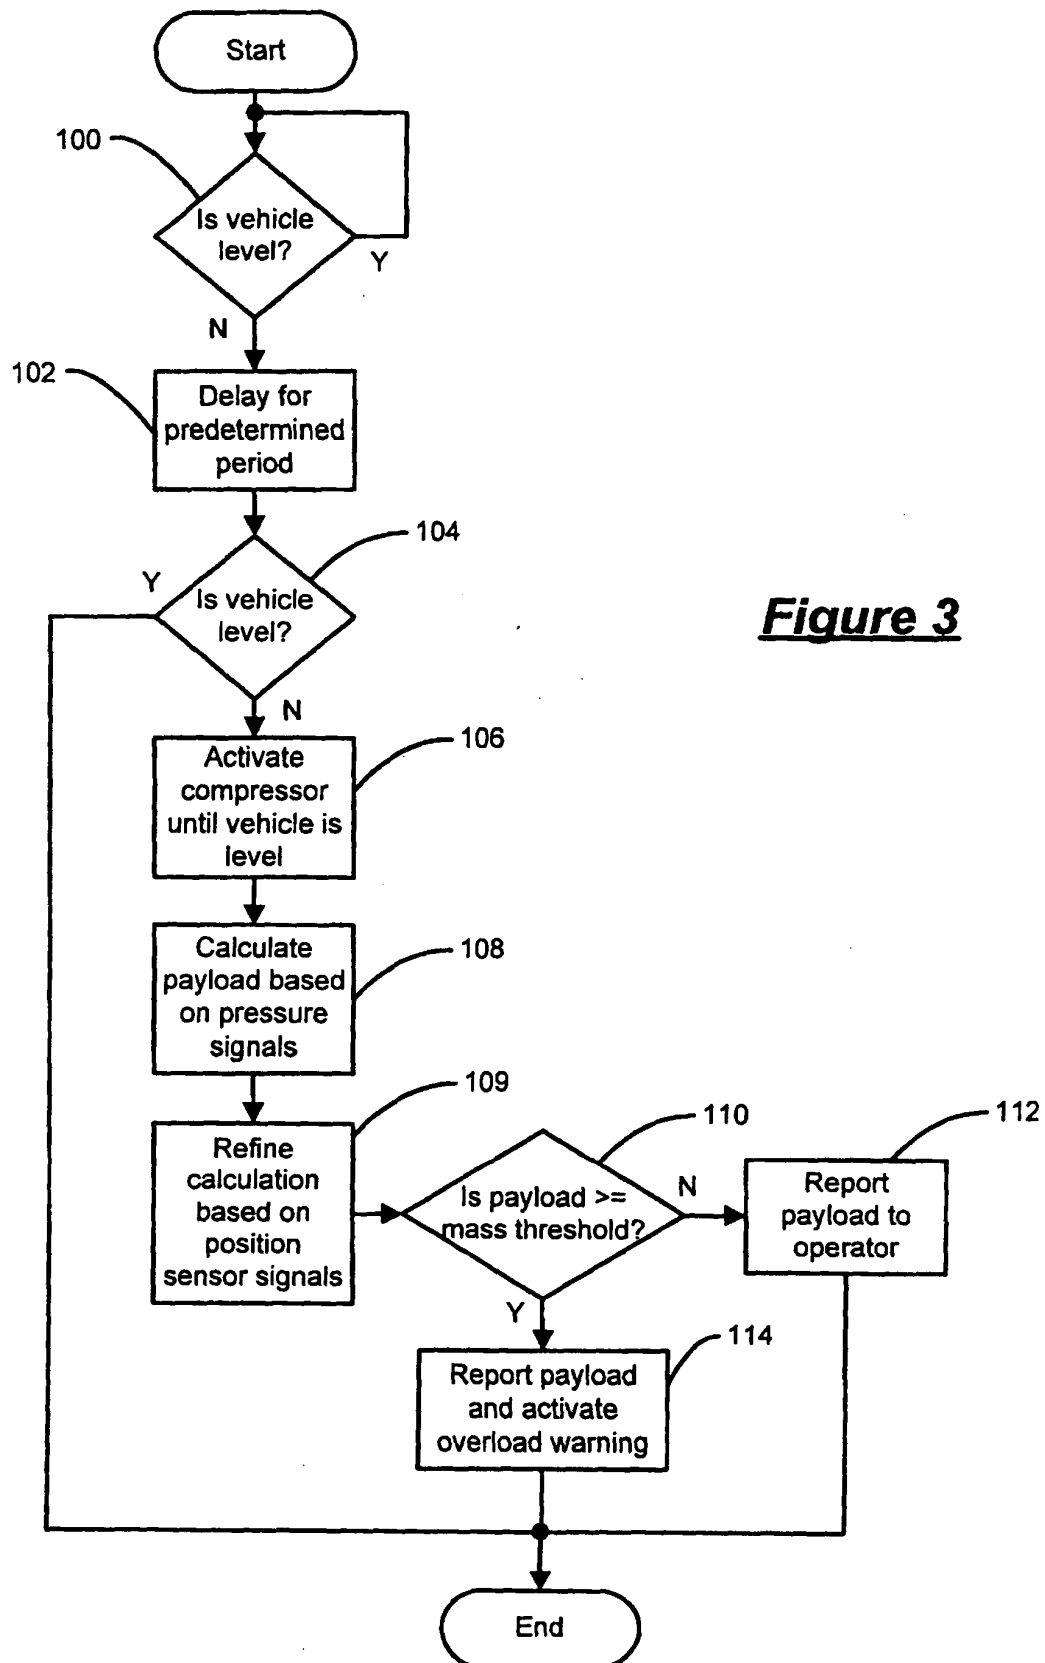 Start
100
Is vehicle
level?
Y
N
102
Delay for
predetermined
period
104
Y
Is vehicle
level?
Figure 3
N
106
Activate
compressor
until vehicle is
level
108
Calculate
payload based
on pressure
signals
109
Refine
calculation
based on
position
sensor signals
110
Is payload >=
mass threshold?
N
112
Report
payload to
operator
Y
114
Report payload
and activate
overload warning
End